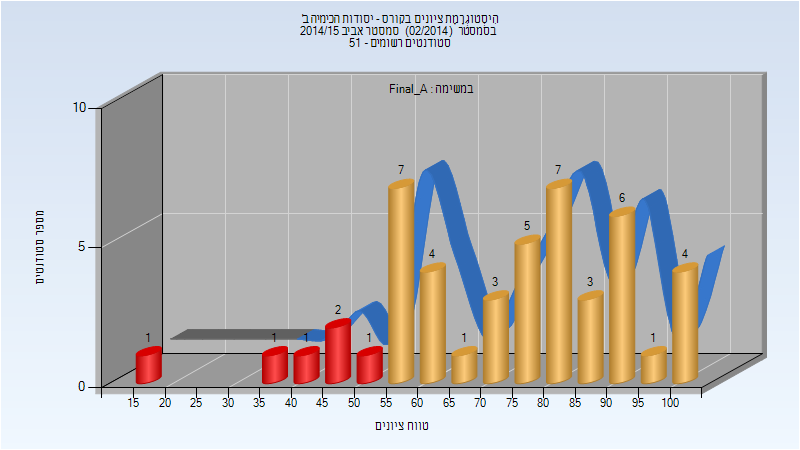 היסטוגרמת ציונים בקורס - יסודות הכימיה ב'
בסמסטר (02/2014) סמסטר אביב 2014/15
סטודנטים רשומים - 51
במשימה : Final_A
מספר סטודנטים
10
5
0
1
1
1
2
1
7
4
1
3
5
7
3
6
1
4
15 20 25 30 35 40 45 50 55 60 65 70 75 80 85 90 95 100
טווח ציונים